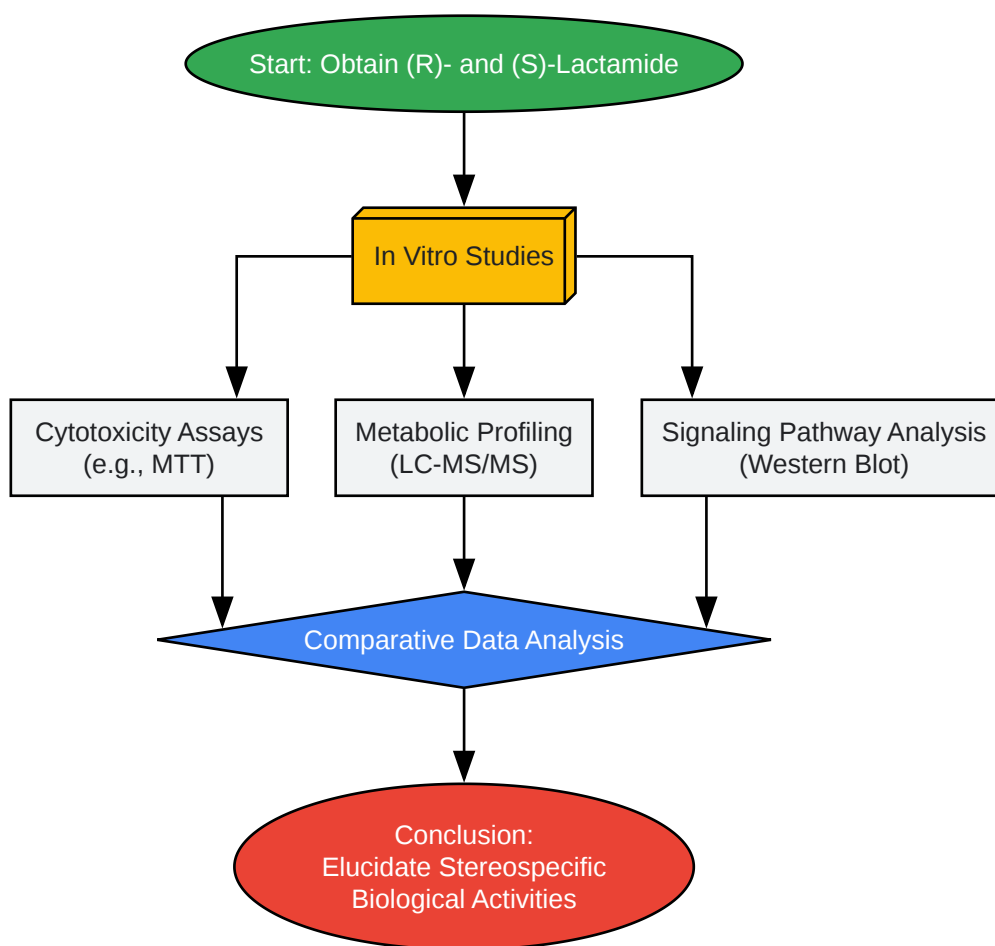 Start: Obtain (R)- and (S)-Lactamide
In Vitro Studies
Cytotoxicity Assays
(e.g., MTT)
Metabolic Profiling
(LC-MS/MS)
Signaling Pathway Analysis
(Western Blot)
Comparative Data Analysis
Conclusion:
Elucidate Stereospecific
Biological Activities